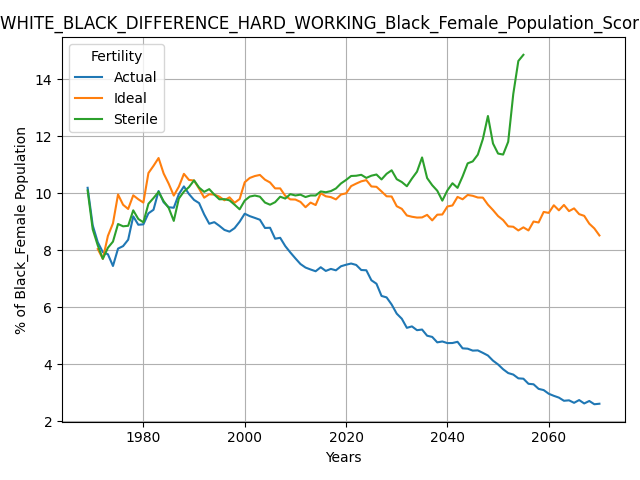 WHITE_BLACK_DIFFERENCE_HARD_WORKING_Black_Female_Population_Scor
Fertility
Actual
Ideal
Sterile
14
12
10
8
6
4
2
% of Black_Female Population
1980
2000
2020
2040
2060
Years